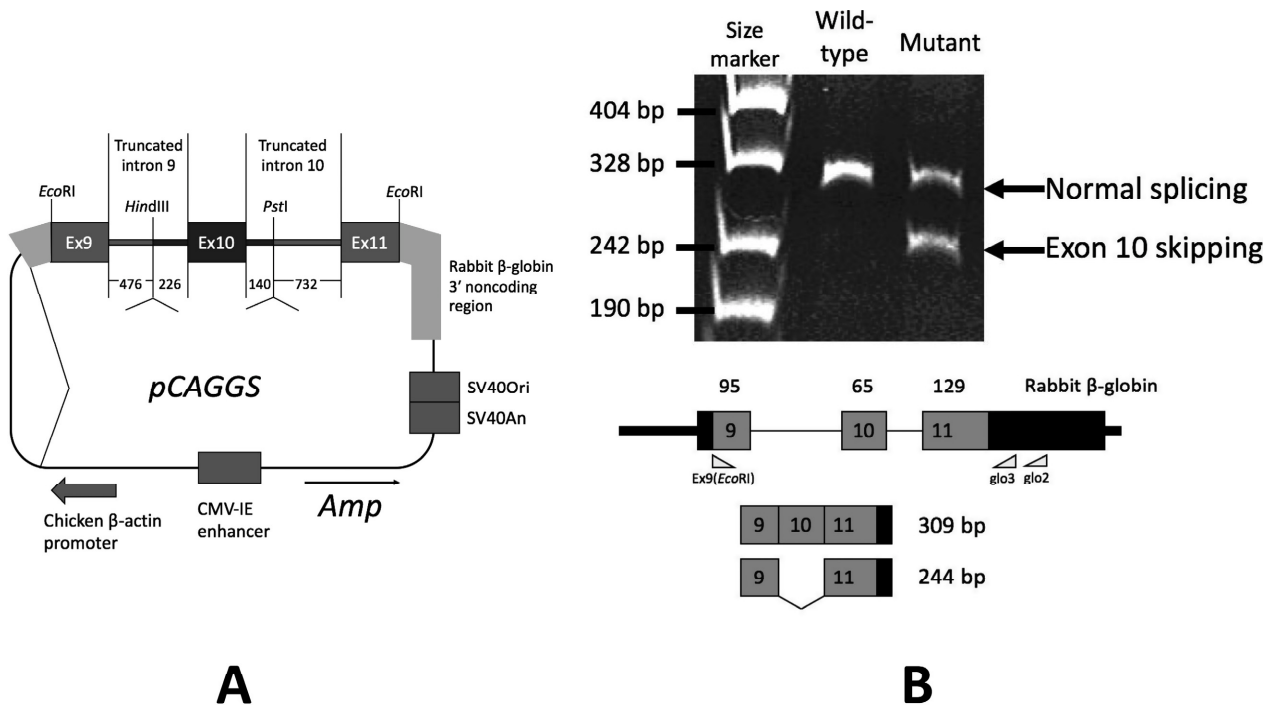 Truncated
intron 9
Truncated
intron 10
EcoRI
HindIII
PstI
EcoRI
Ex9
Ex10
Ex11
476
226
140
732
Rabbit β-globin
3′ noncoding
region
pCAGGS
SV40Ori
SV40An
Amp
CMV-IE
enhancer
Chicken β-actin
promoter
A
Size
marker
Wild-
type
Mutant
404 bp
328 bp
242 bp
190 bp
Normal splicing
Exon 10 skipping
95
65
129
Rabbit β-globin
9
10
11
Ex9(EcoRI)
glo3
glo2
9
10
11
309 bp
9
11
244 bp
B